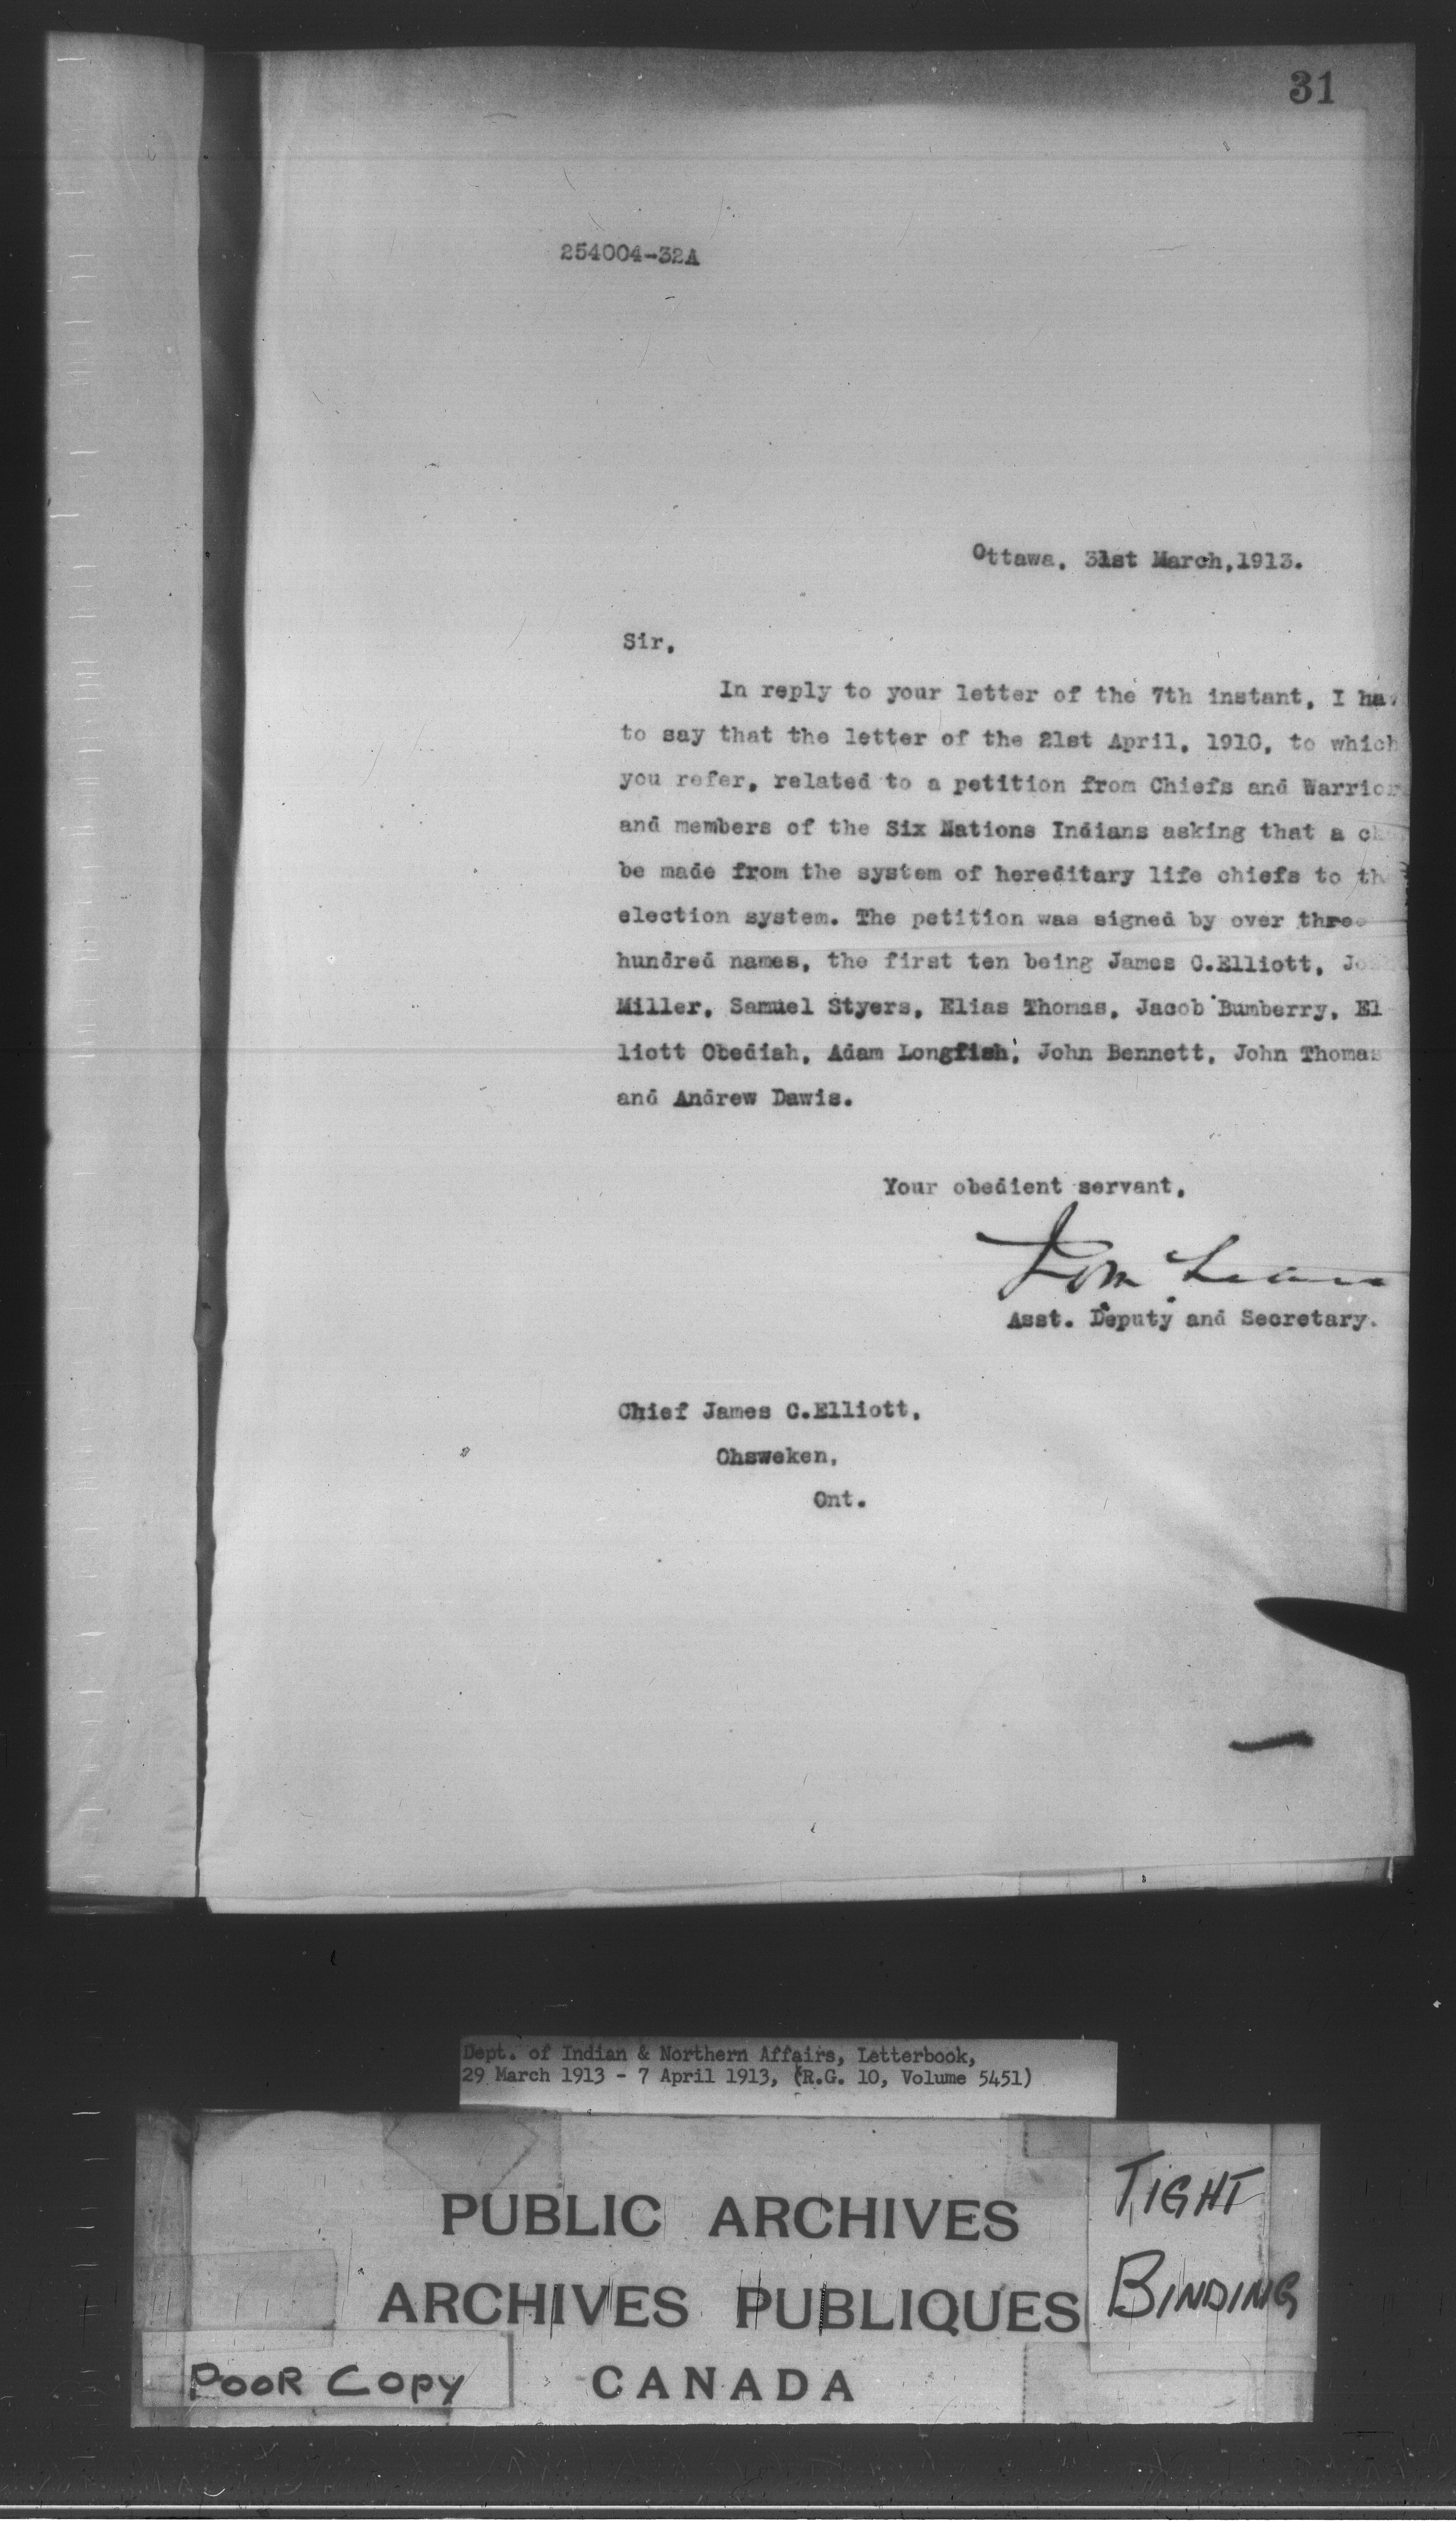 31
254004-32A
Ottawa, 31st March,1913.
Sir,
In reply to your letter of the 7th instant, I hav
to say that the letter of the 21st April, 1910, to which
you refer, related to a petition from Chiefs and Warriors
and members of the Six Nations Indians asking that a
be made from the system of hereditary life chiefs to the
election system. The petition was signed by over three
hundred names, the first ten being James C.Elliott,
Miller, Samuel Styers, Elias Thomas, Jacob Bumberry, El
liott Obediah, Adam Longfish, John Bennett, John Thomas
and Andrew Dawis.
Your obedient servant,
Asst. Deputy and Secretary.
Chief James C.Elliott,
Ohsweken,
Ont.
Dept. of Indian & Northern Affairs, Letterbook,
29 March 1913 - 7 April 1913, (R.G. 10, Volume 5451)
PUBLIC ARCHIVES
ARCHIVES PUBLIQUES
CANADA
TIGHT
BINDING
POOR COPY